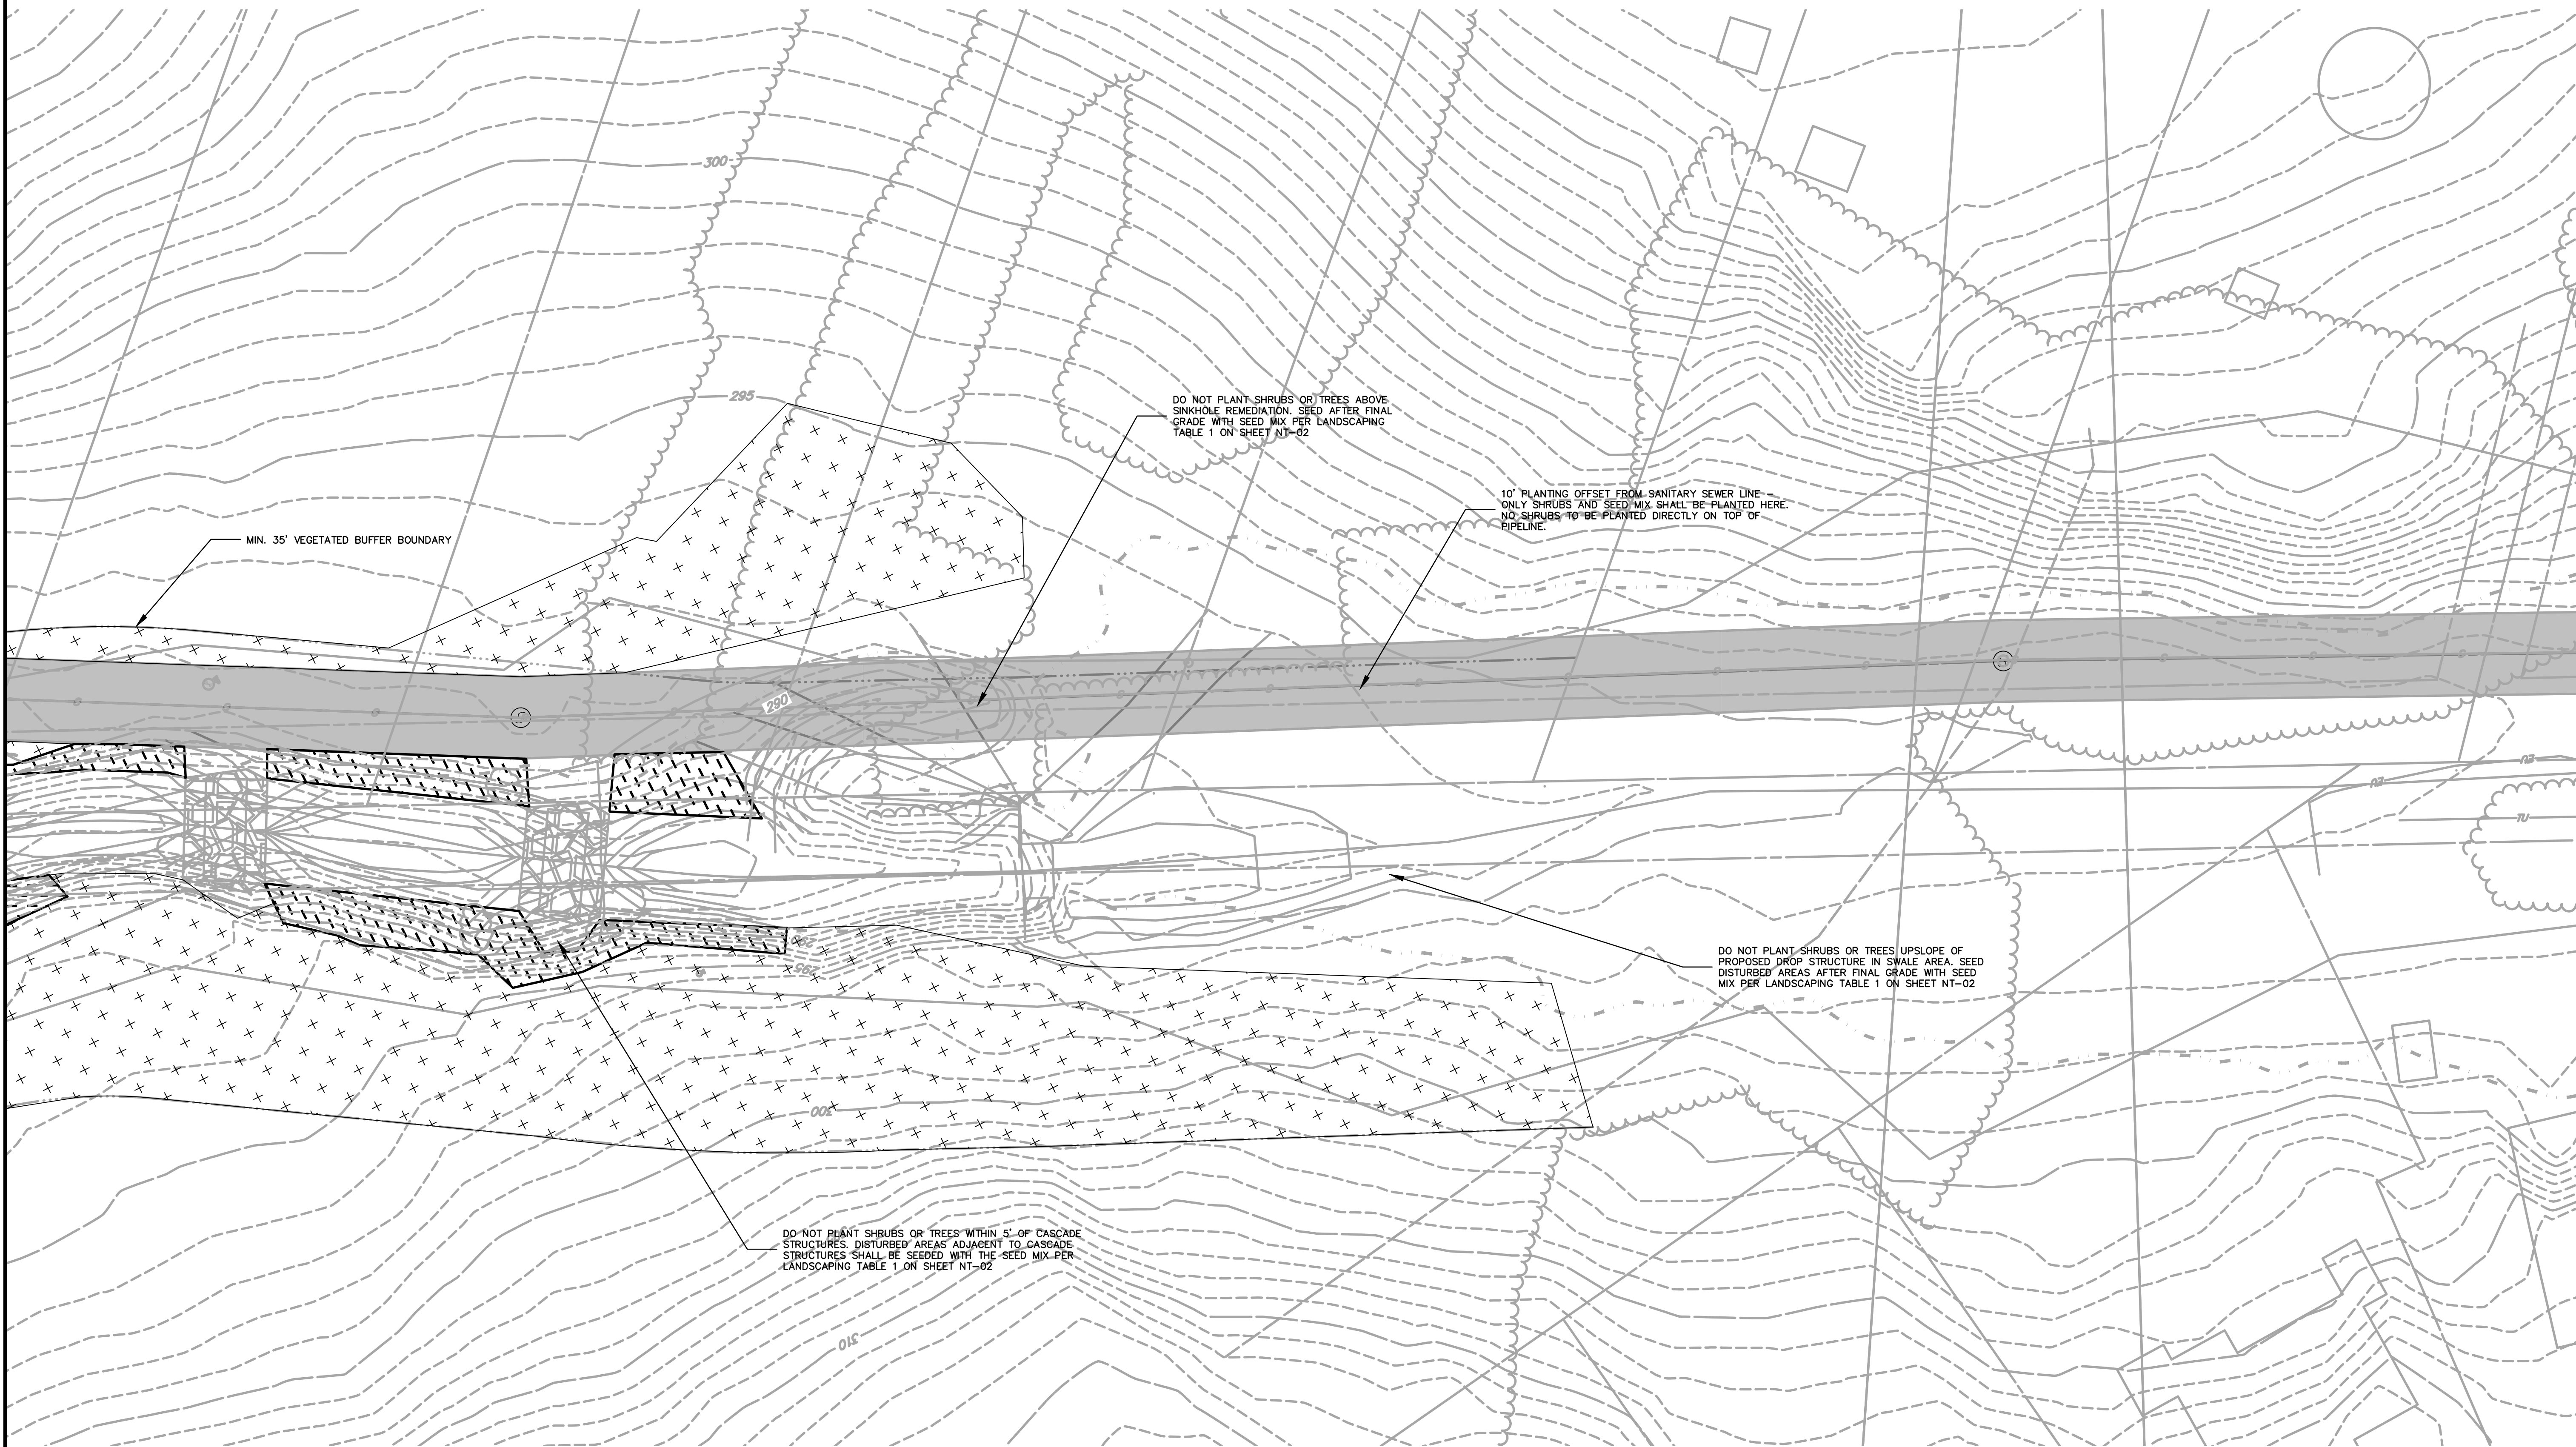 300
295
DO NOT PLANT SHRUBS OR TREES ABOVE
SINKHOLE REMEDIATION. SEED AFTER FINAL
GRADE WITH SEED MIX PER LANDSCAPING
TABLE 1 ON SHEET NT-02
10' PLANTING OFFSET FROM SANITARY SEWER LINE -
ONLY SHRUBS AND SEED MIX SHALL BE PLANTED HERE.
NO SHRUBS TO BE PLANTED DIRECTLY ON TOP OF
PIPELINE.
MIN. 35' VEGETATED BUFFER BOUNDARY
S
S
290
UE
UE
TU
295
DO NOT PLANT SHRUBS OR TREES UPSLOPE OF
PROPOSED DROP STRUCTURE IN SWALE AREA. SEED
DISTURBED AREAS AFTER FINAL GRADE WITH SEED
MIX PER LANDSCAPING TABLE 1 ON SHEET NT-02
300
DO NOT PLANT SHRUBS OR TREES WITHIN 5' OF CASCADE
STRUCTURES. DISTURBED AREAS ADJACENT TO CASCADE
STRUCTURES SHALL BE SEEDED WITH THE SEED MIX PER
LANDSCAPING TABLE 1 ON SHEET NT-02
310